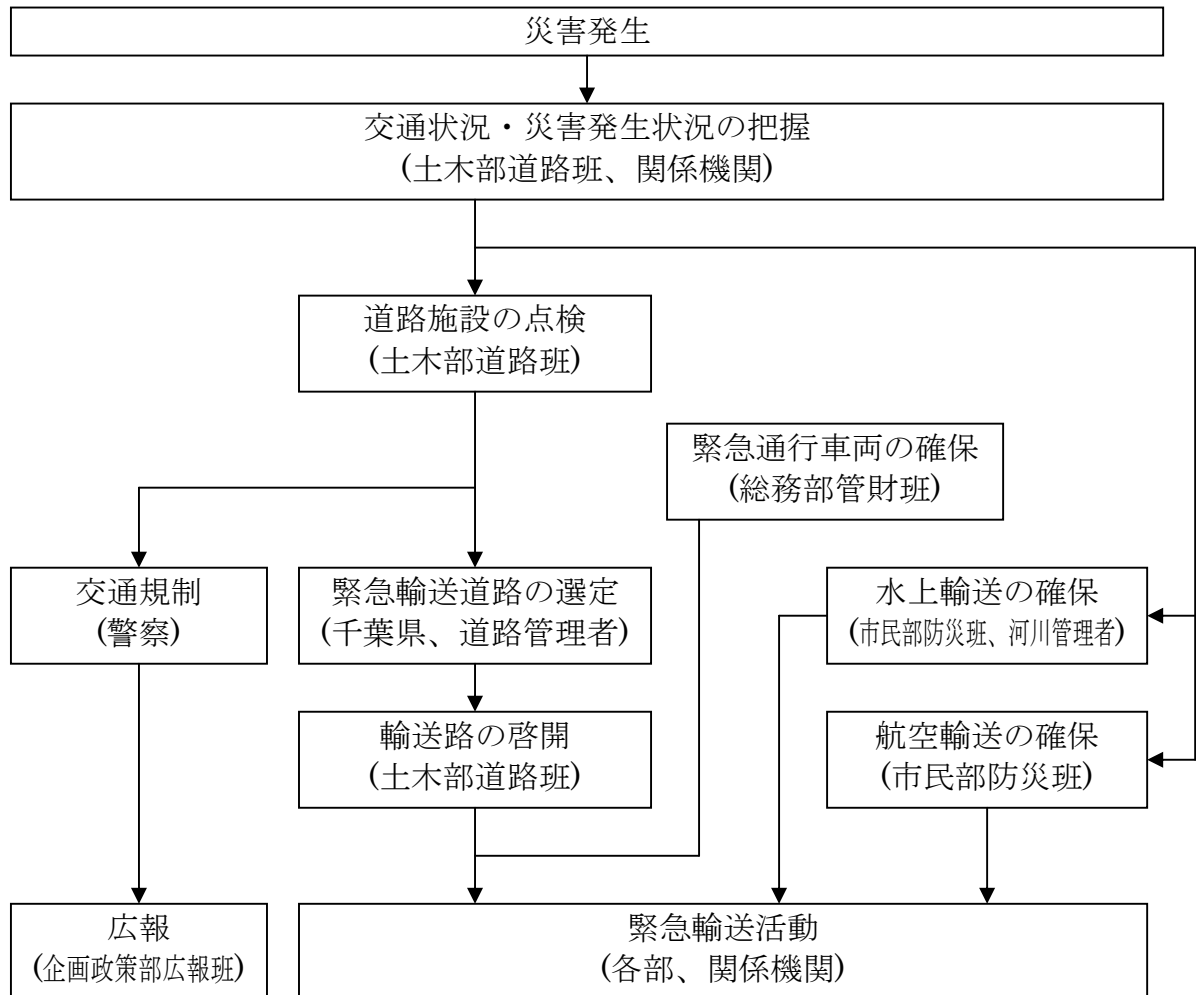 災害発生
交通状況・災害発生状況の把握
(土木部道路班、関係機関)
道路施設の点検
(土木部道路班)
緊急通行車両の確保
(総務部管財班)
交通規制
(警察)
緊急輸送道路の選定
(千葉県、道路管理者)
水上輸送の確保
(市民部防災班、河川管理者)
輸送路の啓開
(土木部道路班)
航空輸送の確保
(市民部防災班)
広報
(企画政策部広報班)
緊急輸送活動
(各部、関係機関)